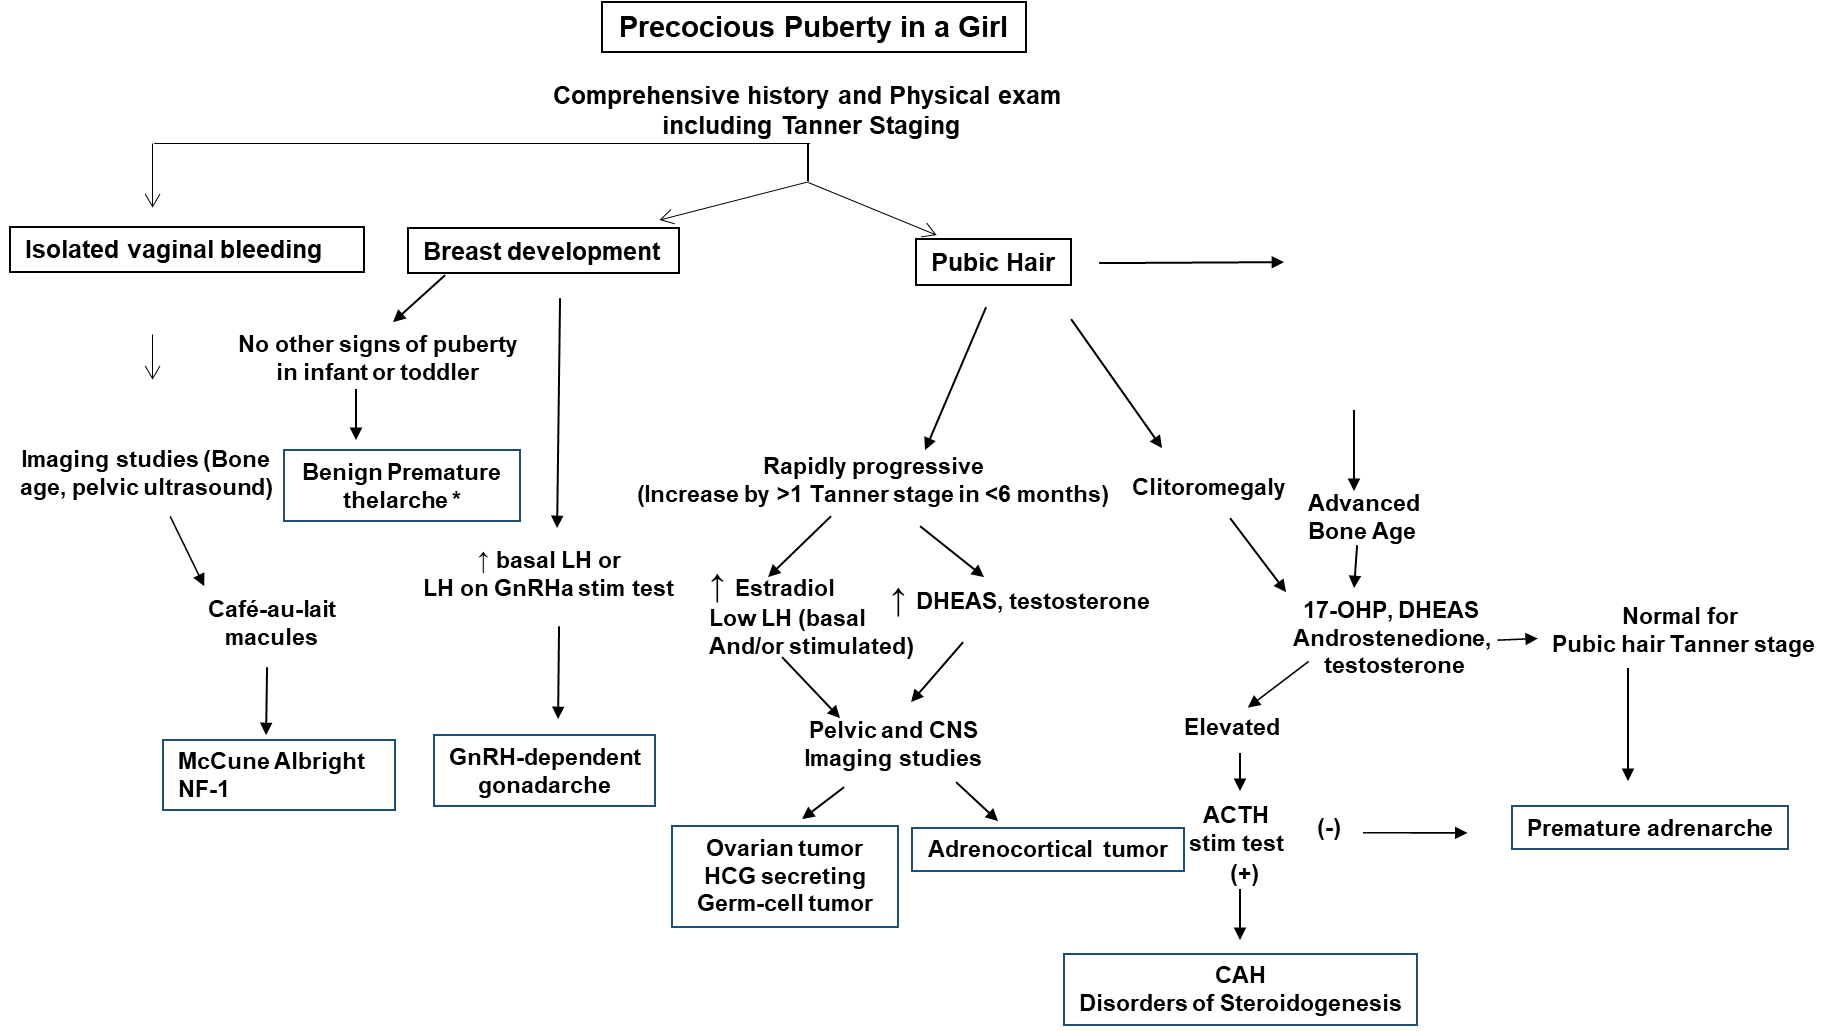 Precocious Puberty in a Girl
Comprehensive history and Physical exam
including Tanner Staging
Isolated vaginal bleeding
Breast development
Pubic Hair
No other signs of puberty
in infant or toddler
Imaging studies (Bone
age, pelvic ultrasound)
Benign Premature
thelarche *
Rapidly progressive
(Increase by >1 Tanner stage in <6 months)
Clitoromegaly
Advanced
Bone Age
↑ basal LH or
LH on GnRHa stim test
↑ Estradiol
Low LH (basal
And/or stimulated)
↑ DHEAS, testosterone
Café-au-lait
macules
17-OHP, DHEAS
Androstenedione,
testosterone
Normal for
Pubic hair Tanner stage
McCune Albright
NF-1
GnRH-dependent
gonadarche
Pelvic and CNS
Imaging studies
Elevated
Ovarian tumor
HCG secreting
Germ-cell tumor
Adrenocortical tumor
ACTH
stim test
(+)
(-)
Premature adrenarche
CAH
Disorders of Steroidogenesis